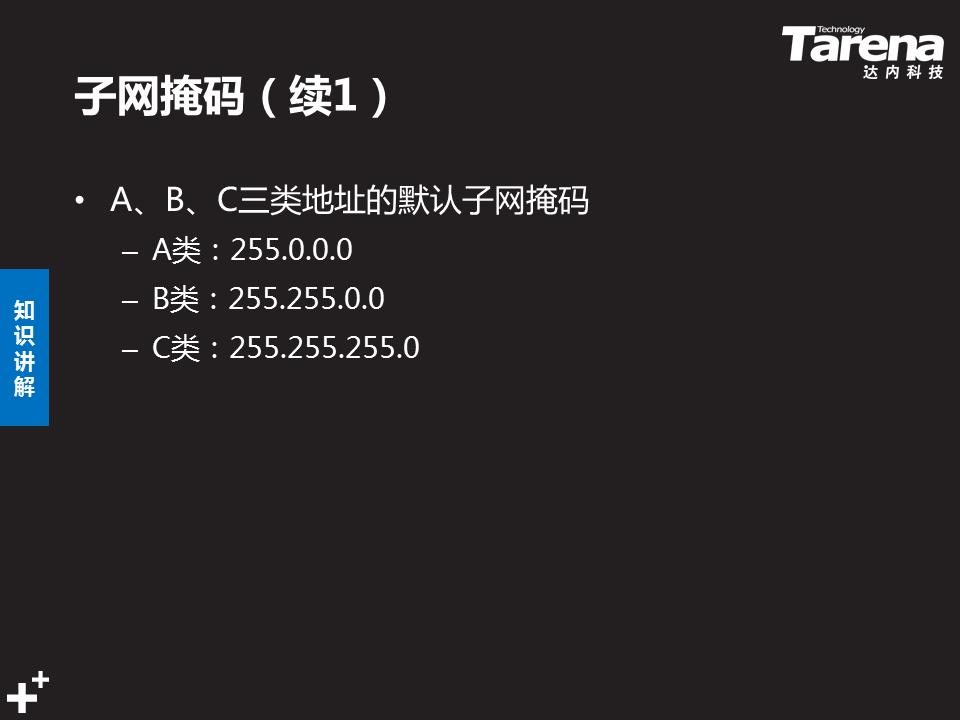 Technology
Tarena
达内科技
子网掩码（续1）
• A、B、C三类地址的默认子网掩码
– A类：255.0.0.0
– B类：255.255.0.0
– C类：255.255.255.0
知识讲解